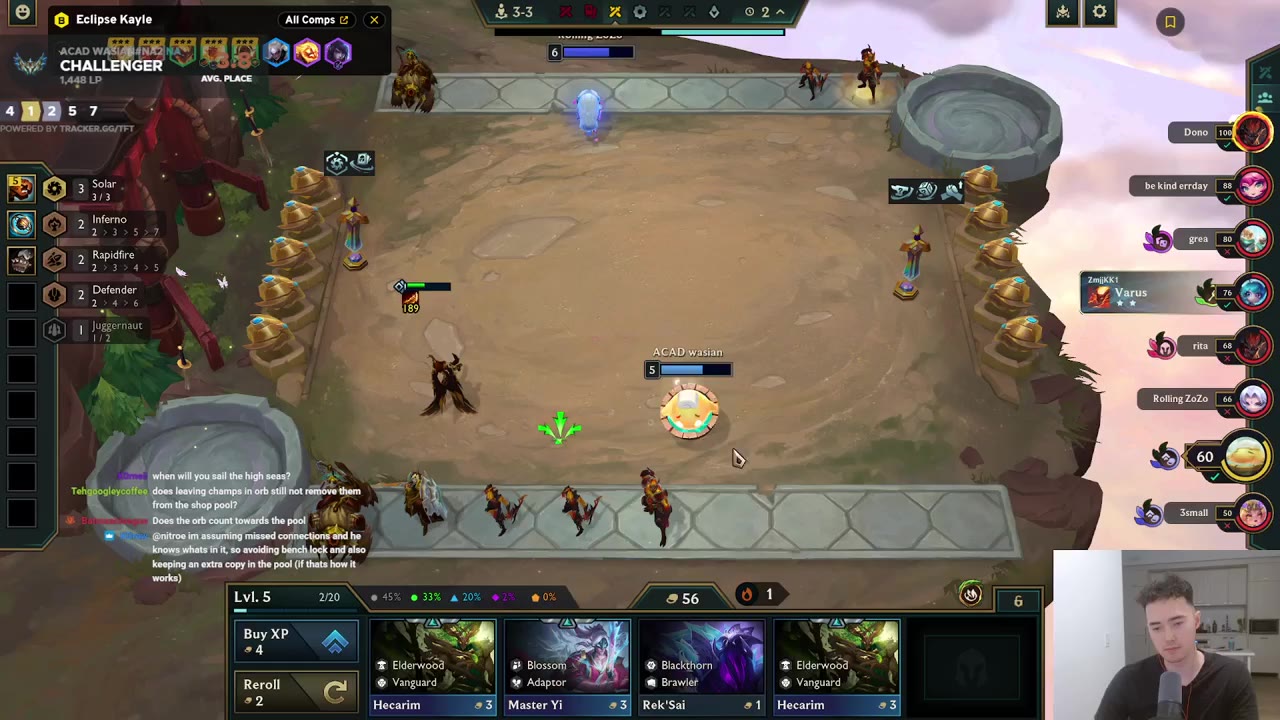 Eclipse Kayle
All Comps
CHALLENGER
1,448 LP
AVG. PLACE
4 1 2 5 7
POWERED BY TRACKER.GG/TFT
3-3
2
Rolling ZoZo
6
3 Solar
3 / 3
2 Inferno
2 > 3 > 5 > 7
2 Rapidfire
2 > 3 > 4 > 5
2 Defender
2 > 4 > 6
1 Juggernaut
1 / 2
189
ACAD wasian
5
Dono 100
be kind errday 88
grea 80
ZmjjKK1
Varus
76
rita 68
Rolling ZoZo 66
60
3small 50
when will you sail the high seas?
Tehgoogleycoffee does leaving champs in orb still not remove them
from the shop pool?
Does the orb count towards the pool
@nitroe im assuming missed connections and he
knows whats in it, so avoiding bench lock and also
keeping an extra copy in the pool (if thats how it
works)
Lvl. 5
2/20
45% 33% 20% 2% 0%
56
1
6
Buy XP
4
Reroll
2
Elderwood
Vanguard
Hecarim 3
Blossom
Adaptor
Master Yi 3
Blackthorn
Brawler
Rek'Sai 1
Elderwood
Vanguard
Hecarim 3